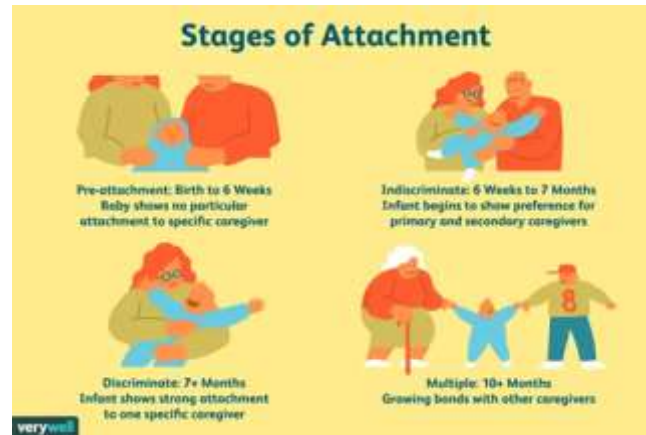 Stages of Attachment
Pre-attachment: Birth to 6 Weeks
Baby shows no particular
attachment to specific caregiver
Indiscriminate: 6 Weeks to 7 Months
Infant begins to show preference for
primary and secondary caregivers
Discriminate: 7+ Months
Infant shows strong attachment
to one specific caregiver
8
Multiple: 10+ Months
Growing bonds with other caregivers
verywell